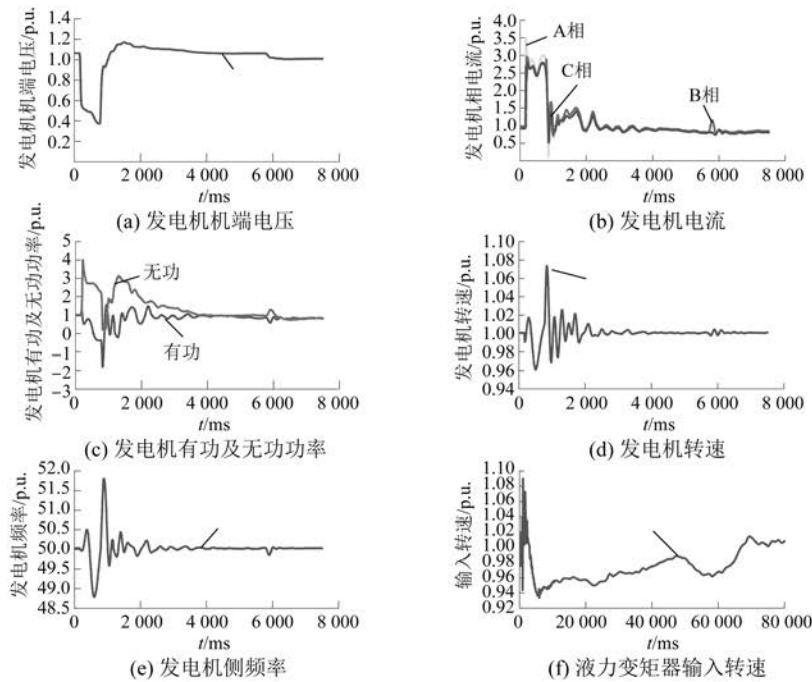 发电机机端电压/p.u.
1.2
1.0
0.8
0.6
0.4
0.2
0 2 000 4 000 6 000 8 000
t/ms
(a) 发电机机端电压
发电机相电流/p.u.
4.0
3.5
3.0
2.5
2.0
1.5
1.0
0.5
A相
C相
B相
0 2 000 4 000 6 000 8 000
t/ms
(b) 发电机电流
发电机有功及无功功率/p.u.
5
4
3
2
1
0
−1
−2
−3
无功
有功
0 2 000 4 000 6 000 8 000
t/ms
(c) 发电机有功及无功功率
发电机转速/p.u.
1.10
1.08
1.06
1.04
1.02
1.00
0.98
0.96
0.94
0 2 000 4 000 6 000 8 000
t/ms
(d) 发电机转速
发电机频率/p.u.
52.0
51.5
51.0
50.5
50.0
49.5
49.0
48.5
0 2 000 4 000 6 000 8 000
t/ms
(e) 发电机侧频率
输入转速/p.u.
1.10
1.08
1.06
1.04
1.02
1.00
0.98
0.96
0.94
0.92
0 20 000 40 000 60 000 80 000
t/ms
(f) 液力变矩器输入转速